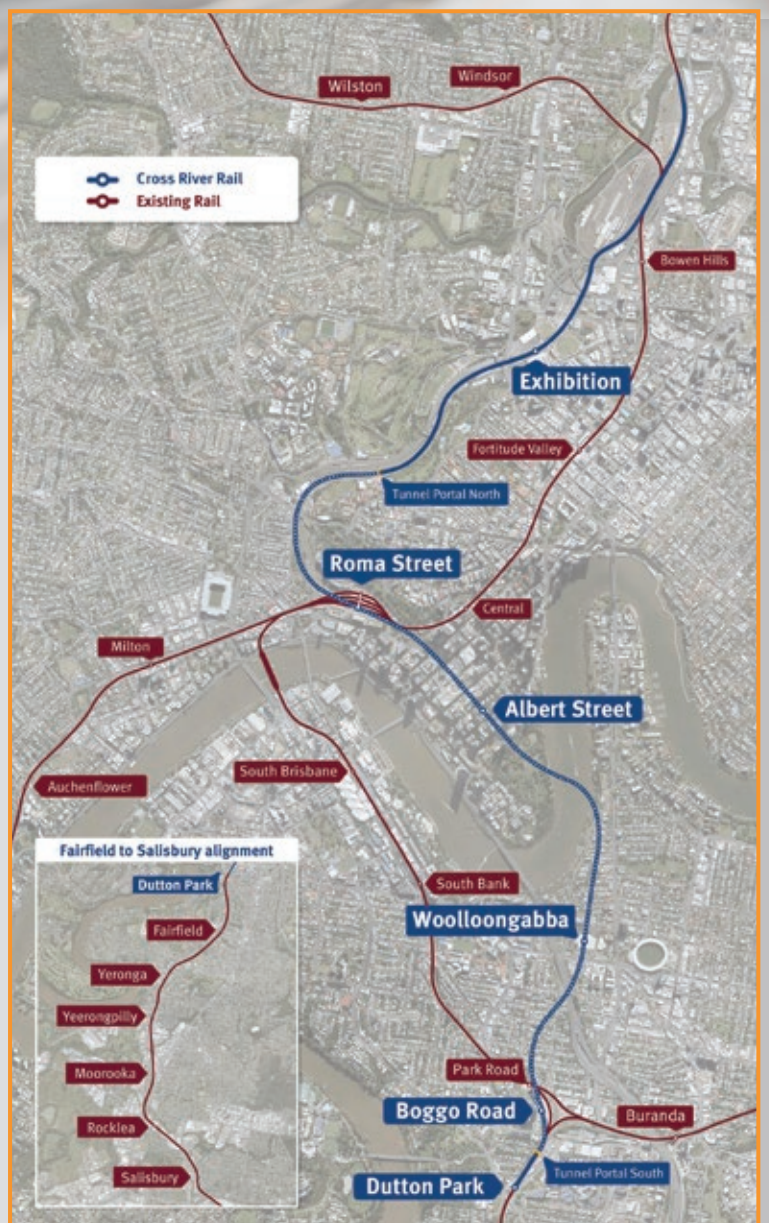 Wilston
Windsor
Cross River Rail
Existing Rail
Bowen Hills
Exhibition
Fortitude Valley
Tunnel Portal North
Roma Street
Central
Milton
Albert Street
South Brisbane
Auchenflower
Fairfield to Salisbury alignment
Dutton Park
Fairfield
Yeronga
Yeerongpilly
Moorooka
Rocklea
Salisbury
South Bank
Woolloongabba
Park Road
Boggo Road
Buranda
Tunnel Portal South
Dutton Park